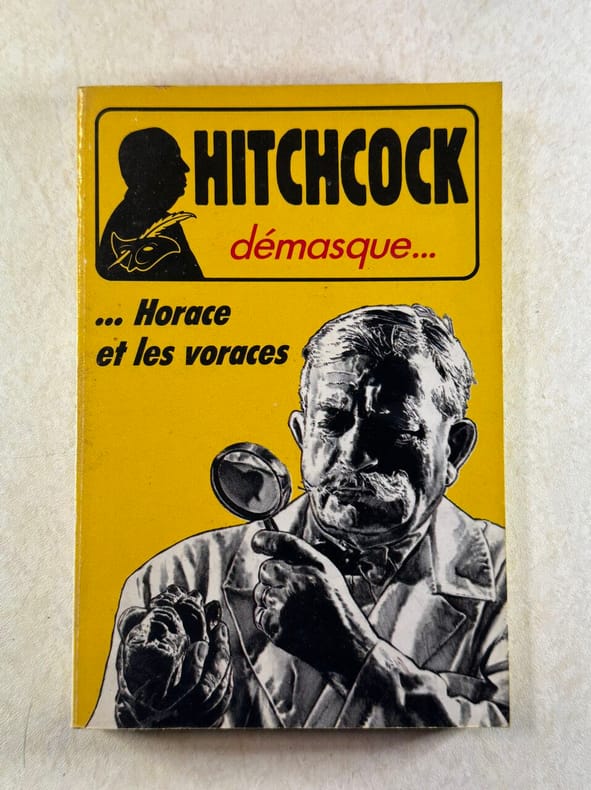 HITCHCOCK
démasque...
... Horace
et les voraces